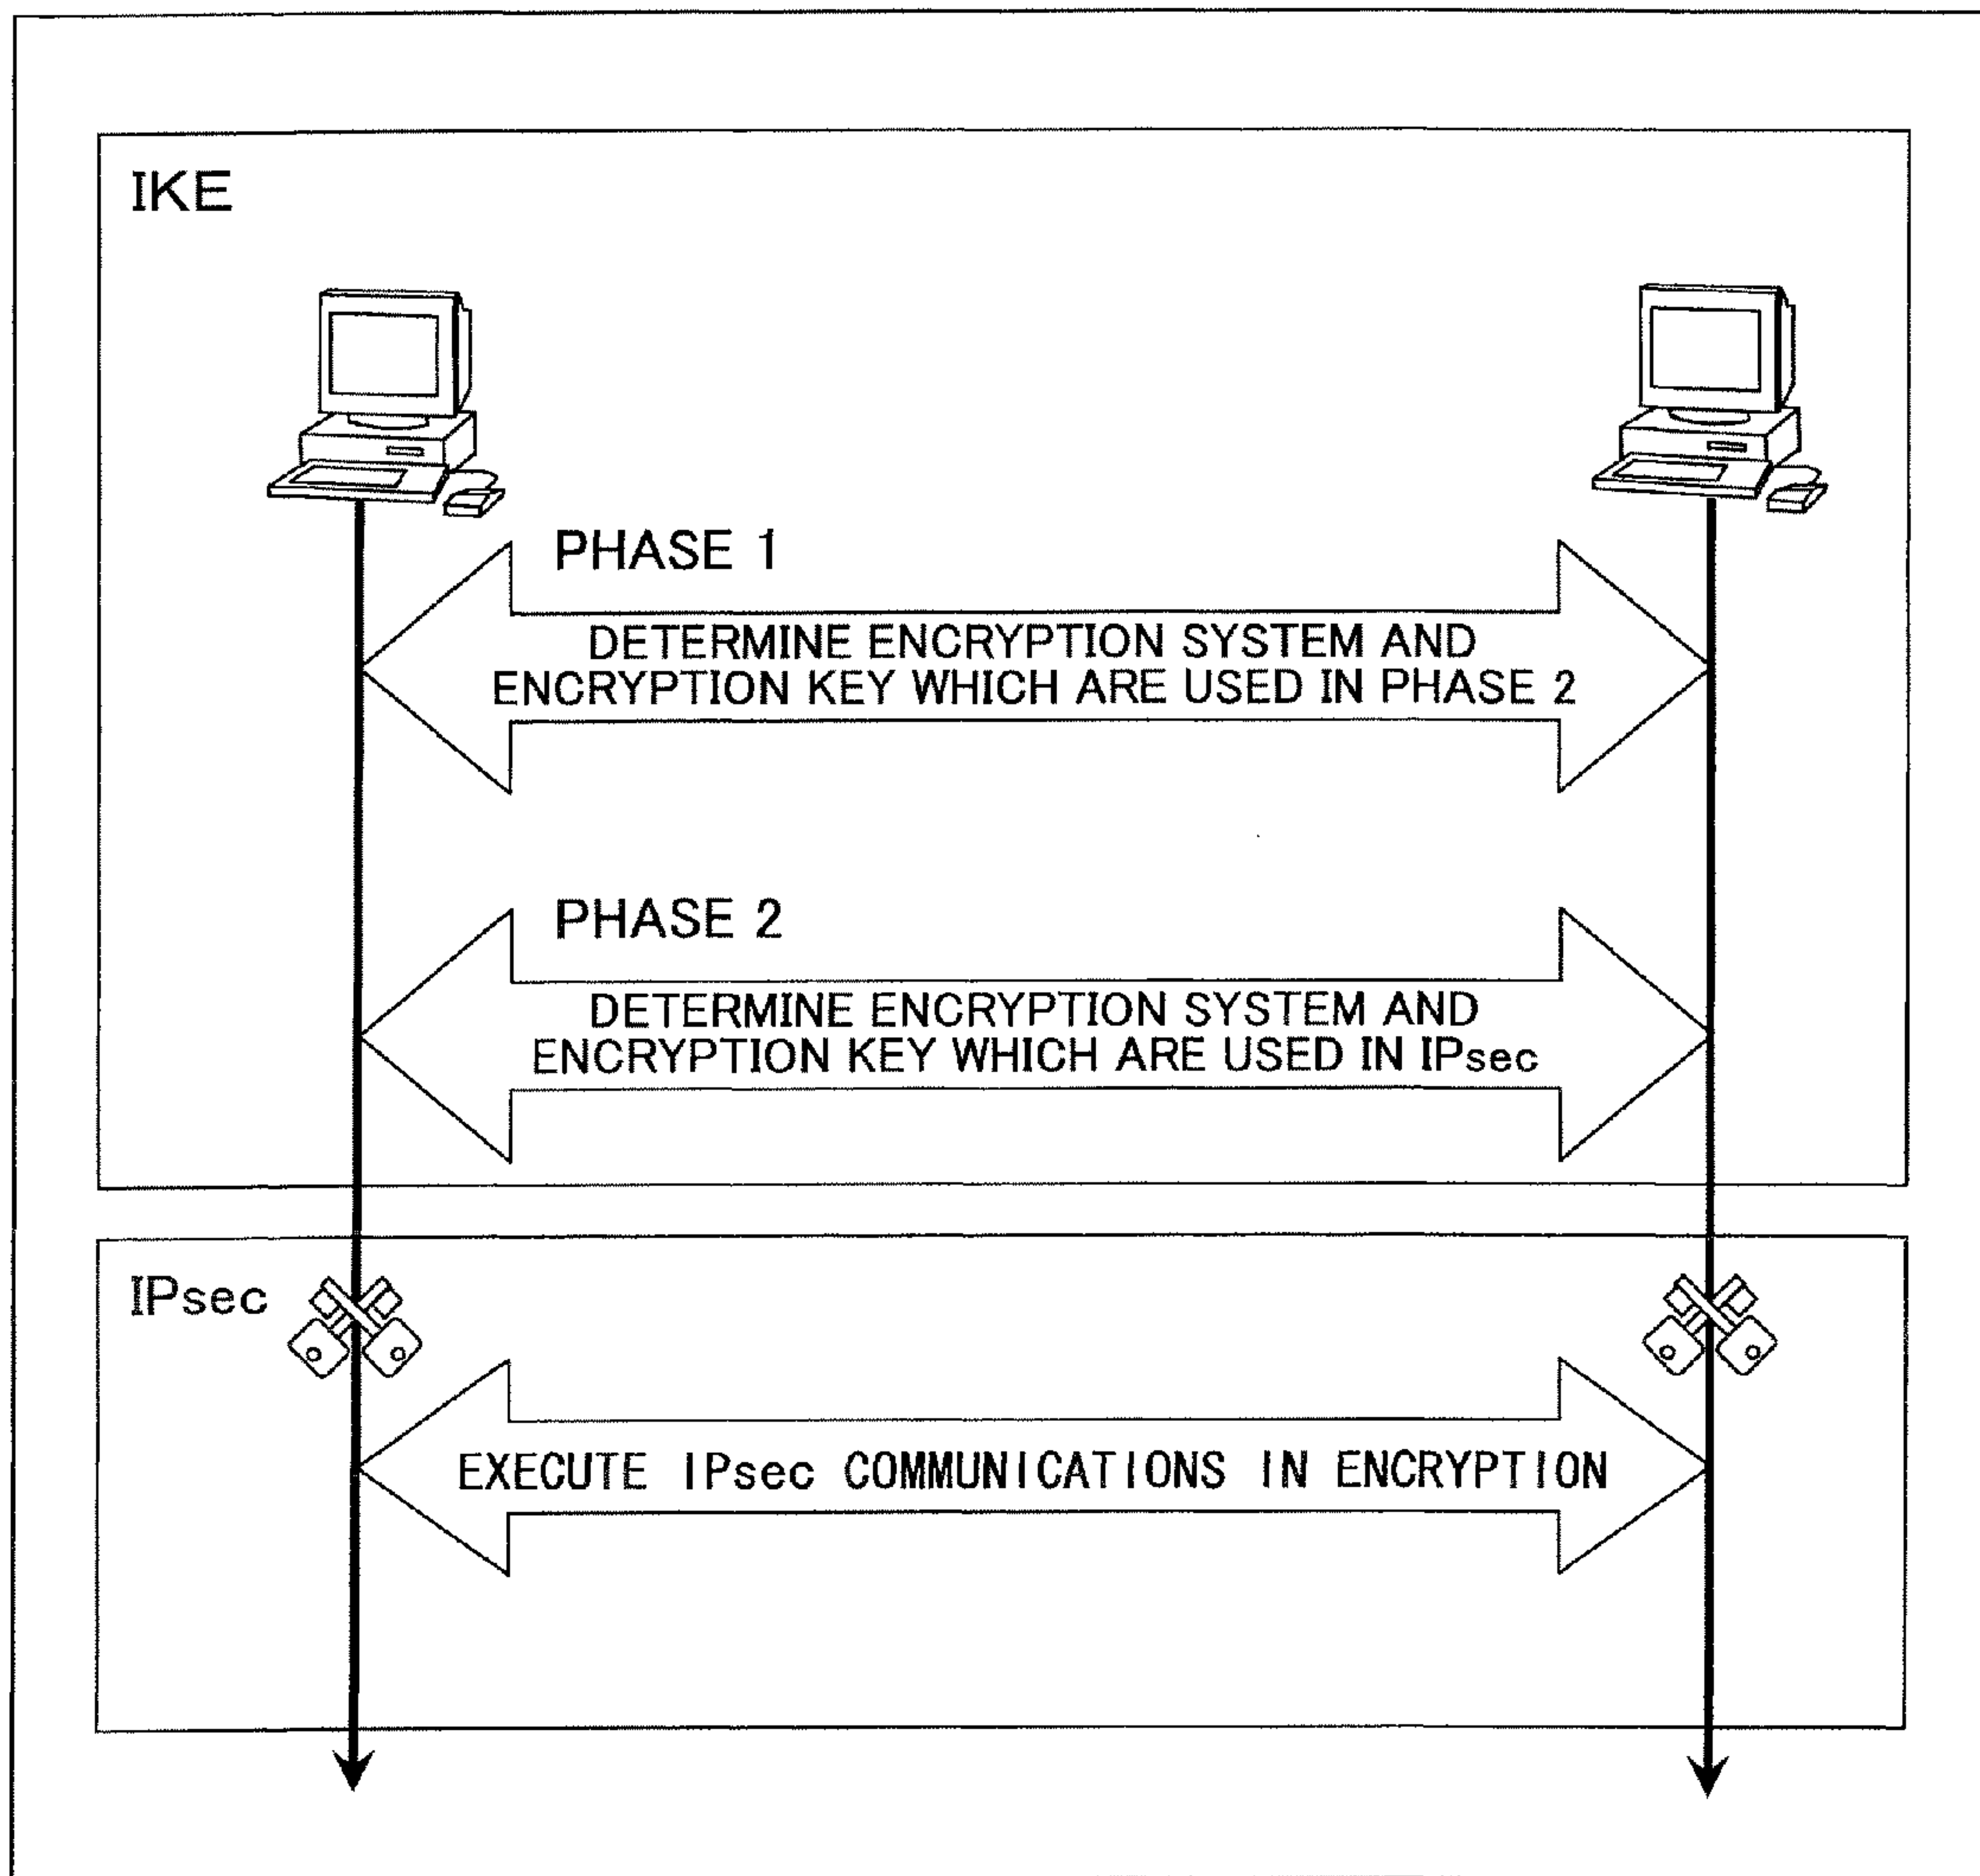 IKE
PHASE 1
DETERMINE ENCRYPTION SYSTEM AND
ENCRYPTION KEY WHICH ARE USED IN PHASE 2
PHASE 2
DETERMINE ENCRYPTION SYSTEM AND
ENCRYPTION KEY WHICH ARE USED IN IPsec
IPsec
EXECUTE IPsec COMMUNICATIONS IN ENCRYPTION